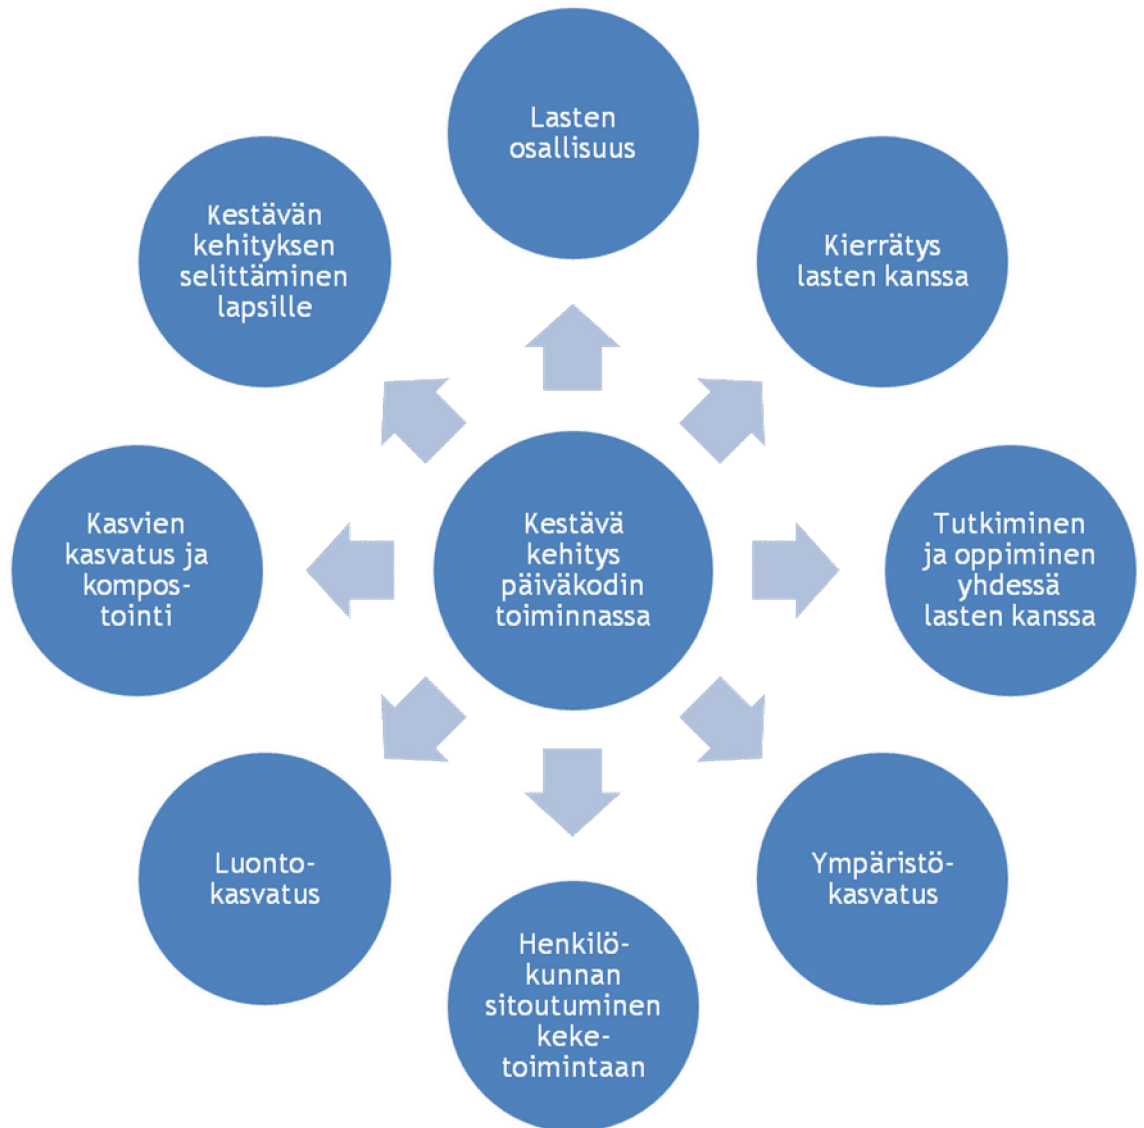 Lasten
osallisuus
Kierrätys
lasten kanssa
Tutkiminen
ja oppiminen
yhdessä
lasten kanssa
Ympäristö-
kasvatus
Henkilö-
kunnan
sitoutuminen
keke-
toimintaan
Luonto-
kasvatus
Kasvien
kasvatus ja
kompos-
tointi
Kestävän
kehityksen
selittäminen
lapsille
Kestävä
kehitys
päiväkodin
toiminnassa